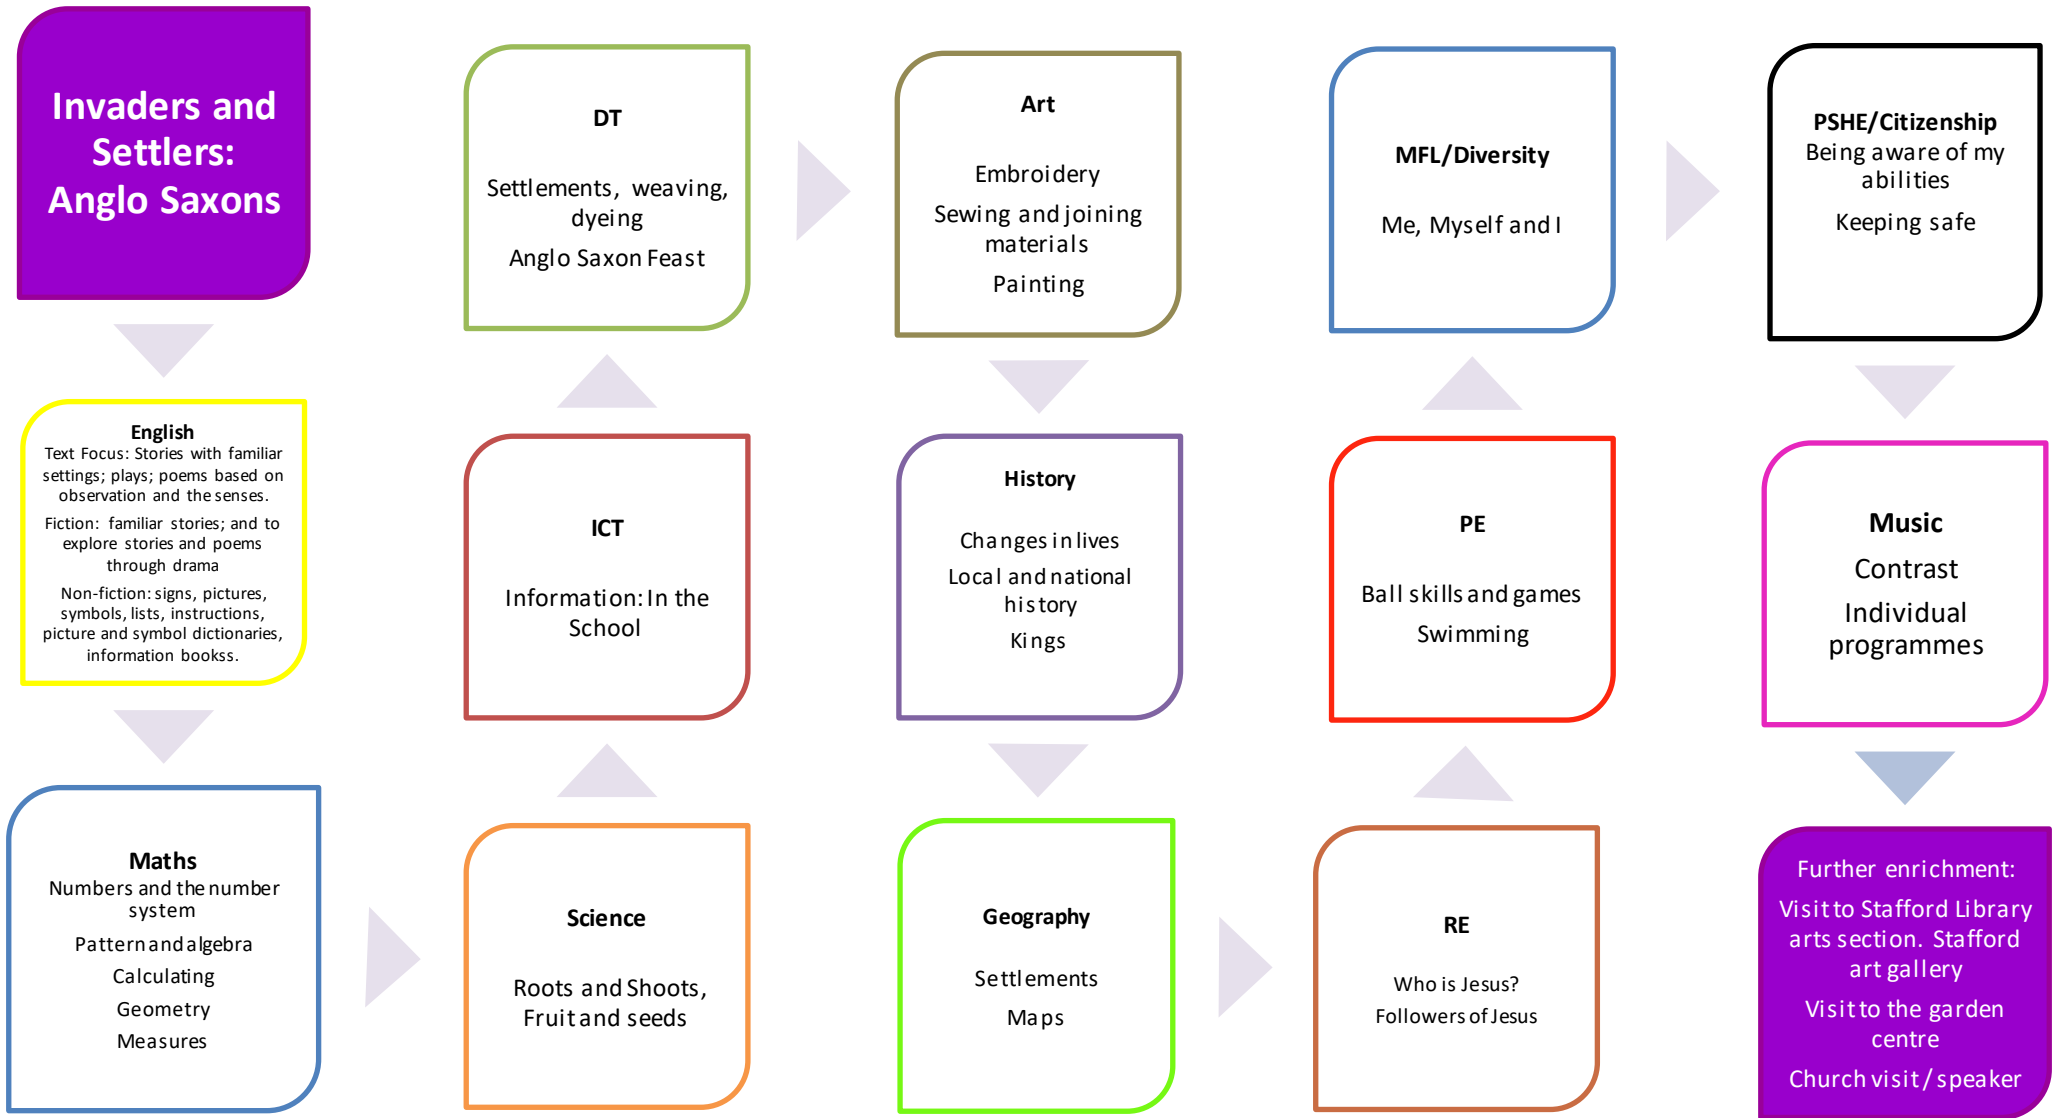 Invaders and
Settlers:
Anglo Saxons
English
Text Focus: Stories with familiar
settings; plays; poems based on
observation and the senses.
Fiction: familiar stories; and to
explore stories and poems
through drama
Non-fiction: signs, pictures,
symbols, lists, instructions,
picture and symbol dictionaries,
information bookss.
Maths
Numbers and the number
system
Pattern and algebra
Calculating
Geometry
Measures
Science
Roots and Shoots,
Fruit and seeds
ICT
Information: In the
School
DT
Settlements, weaving,
dyeing
Anglo Saxon Feast
Art
Embroidery
Sewing and joining
materials
Painting
History
Changes in lives
Local and national
history
Kings
Geography
Settlements
Maps
RE
Who is Jesus?
Followers of Jesus
PE
Ball skills and games
Swimming
MFL/Diversity
Me, Myself and I
PSHE/Citizenship
Being aware of my
abilities
Keeping safe
Music
Contrast
Individual
programmes
Further enrichment:
Visit to Stafford Library
arts section. Stafford
art gallery
Visit to the garden
centre
Church visit / speaker